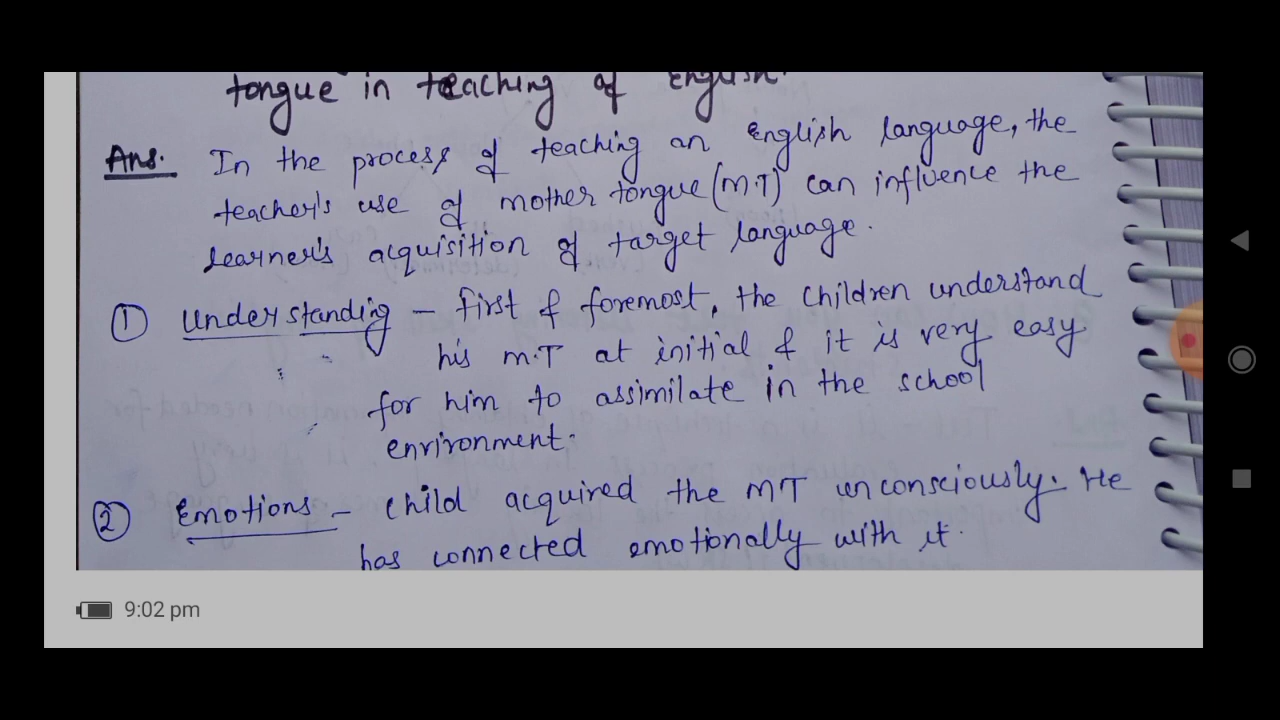 tongue in teaching of English.
Ans. In the process of teaching an English language, the
teacher's use of mother tongue (M.T) can influence the
learner's acquisition of target language.
① Understanding – First & foremost, the children understand
his M.T at initial & it is very easy
for him to assimilate in the school
environment.
② Emotions – Child acquired the MT unconsciously. He
has connected emotionally with it.
9:02 pm